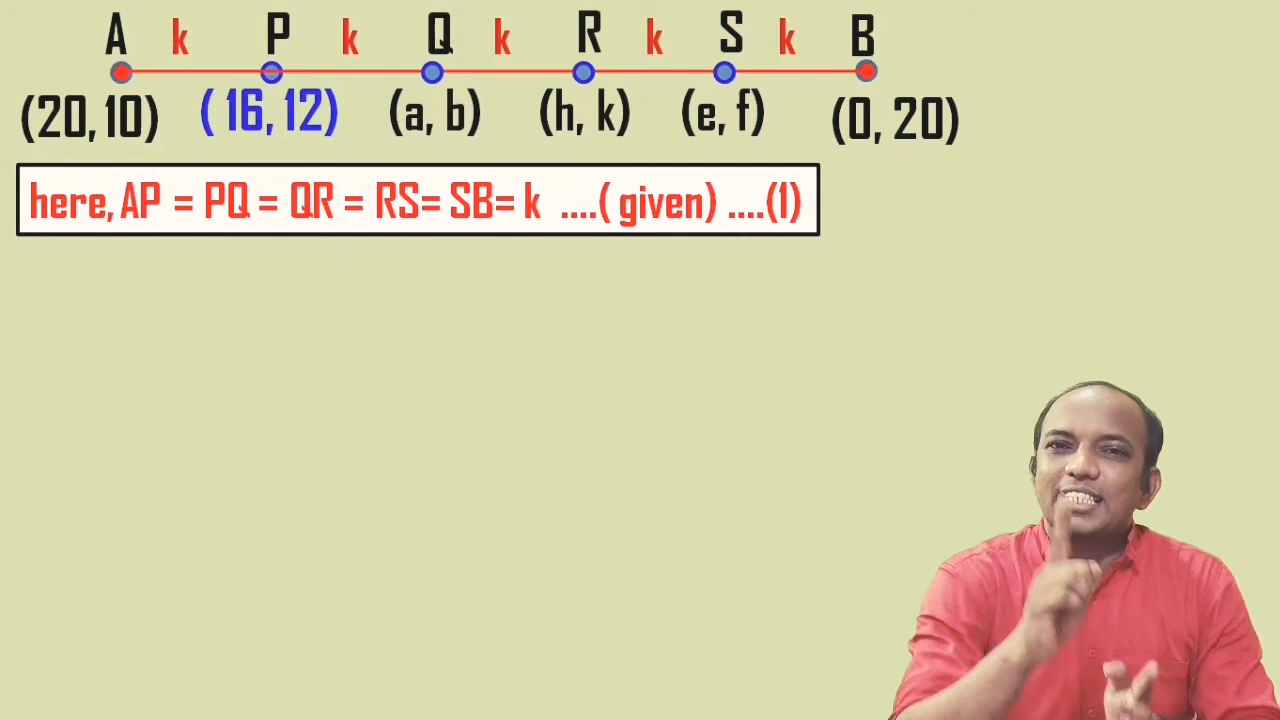 A k P k Q k R k S k B
(20, 10) ( 16, 12) (a, b) (h, k) (e, f) (0, 20)
here, AP = PQ = QR = RS= SB= k ....( given) ....(1)